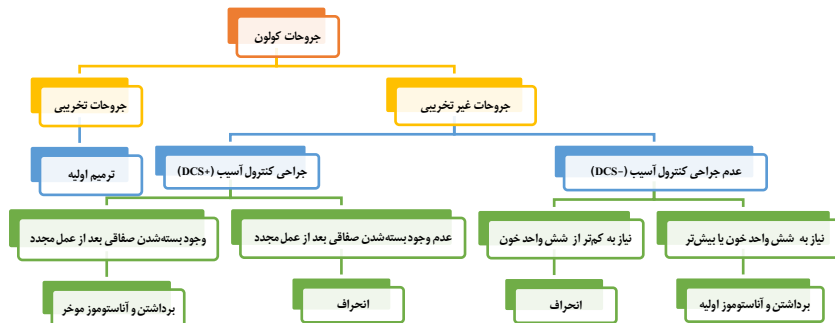 جروحات کولون
جروحات غیر تخریبی
جروحات تخریبی
عدم جراحی کنترول آسیب (DCS-)
جراحی کنترول آسیب (DCS+)
ترمیم اولیه
نیاز به شش واحد خون یا بیش‌تر
نیاز به کم‌تر از شش واحد خون
عدم وجود بسته‌شدن صفاقی بعد از عمل مجدد
وجود بسته‌شدن صفاقی بعد از عمل مجدد
برداشتن و آناستوموز اولیه
انحراف
انحراف
برداشتن و آناستوموز موخر